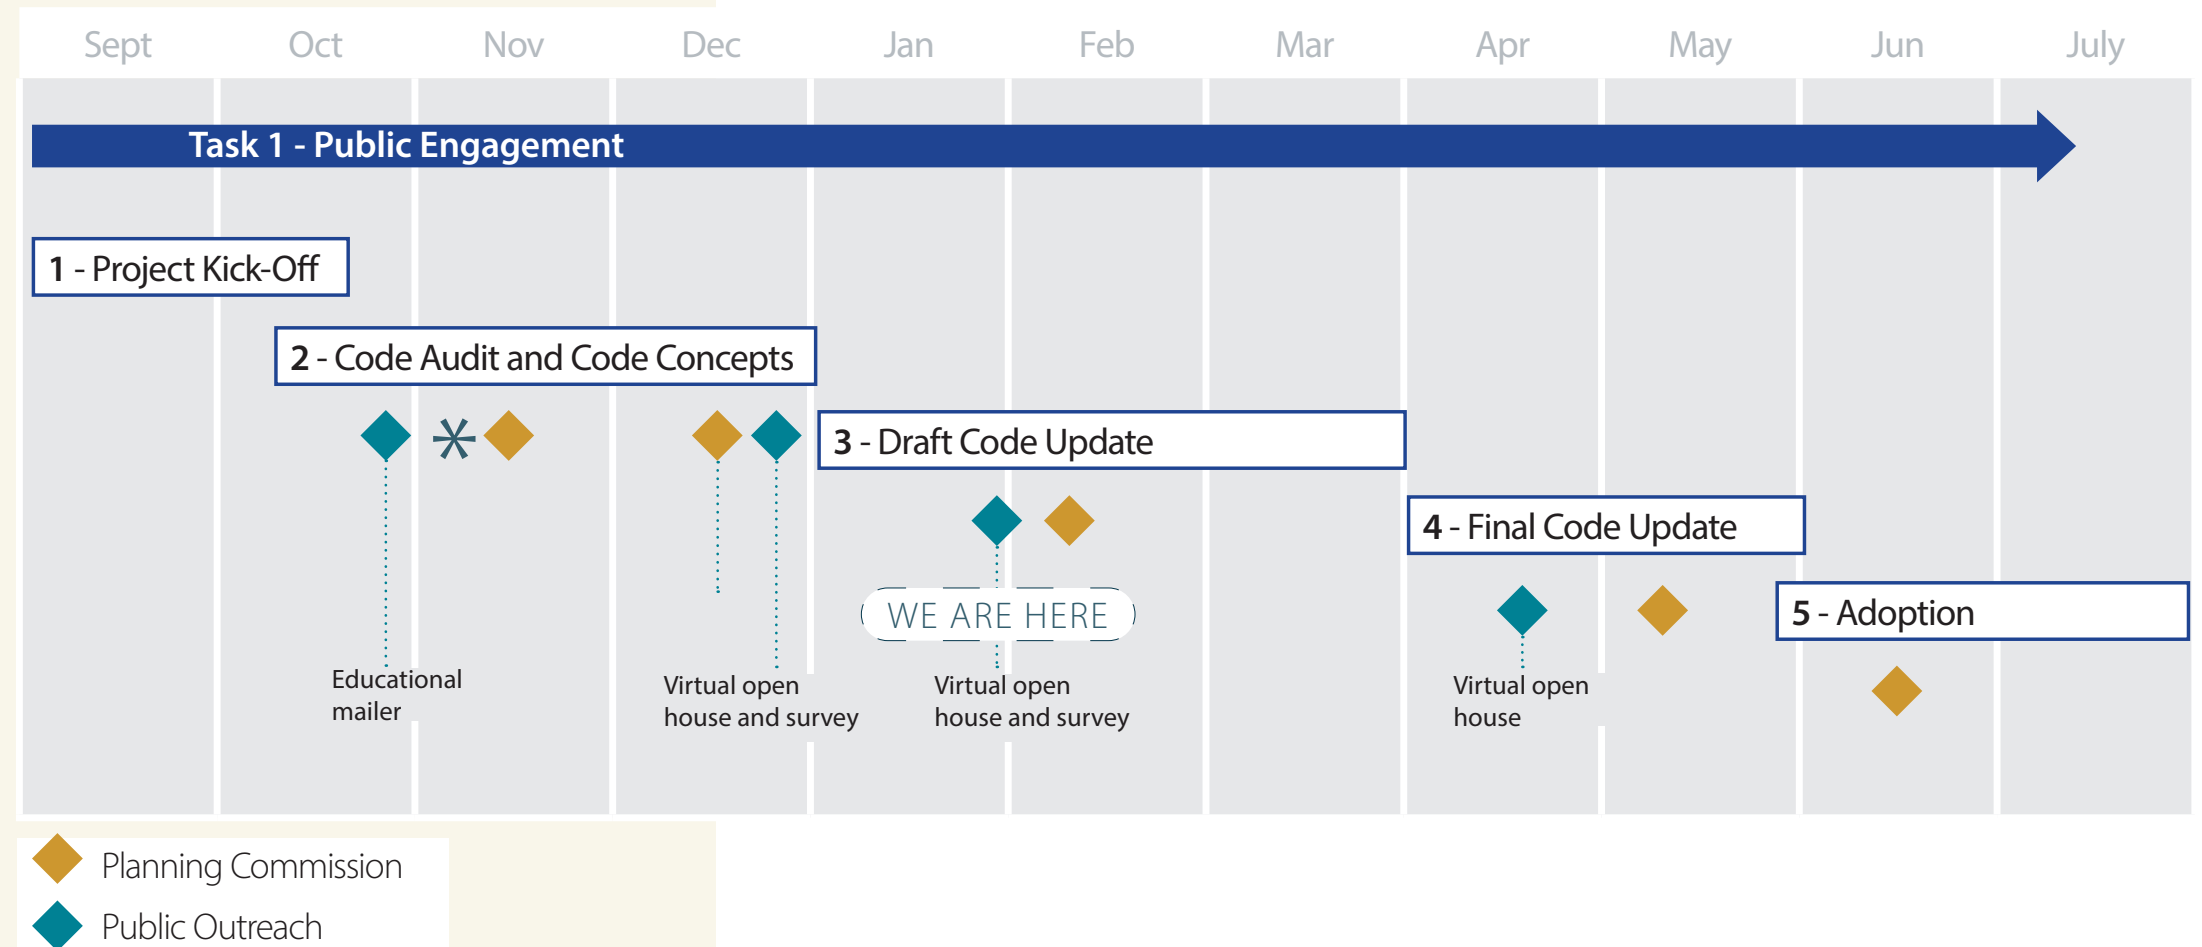 Sept Oct Nov Dec Jan Feb Mar Apr May Jun July
Task 1 - Public Engagement
1 - Project Kick-Off
2 - Code Audit and Code Concepts
3 - Draft Code Update
4 - Final Code Update
WE ARE HERE
5 - Adoption
Educational
mailer
Virtual open
house and survey
Virtual open
house and survey
Virtual open
house
Planning Commission
Public Outreach